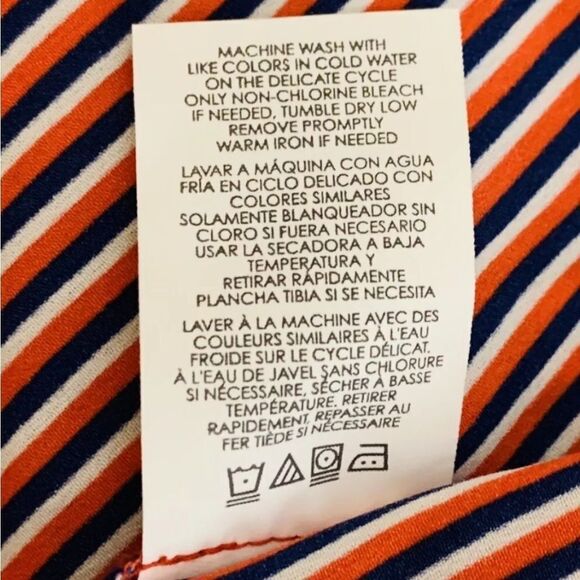 MACHINE WASH WITH
LIKE COLORS IN COLD WATER
ON THE DELICATE CYCLE
ONLY NON-CHLORINE BLEACH
IF NEEDED, TUMBLE DRY LOW
REMOVE PROMPTLY
WARM IRON IF NEEDED
LAVAR A MÁQUINA CON AGUA
FRÍA EN CICLO DELICADO CON
COLORES SIMILARES
SOLAMENTE BLANQUEADOR SIN
CLORO SI FUERA NECESARIO
USAR LA SECADORA A BAJA
TEMPERATURA Y
RETIRAR RÁPIDAMENTE
PLANCHA TIBIA SI SE NECESITA
LAVER À LA MACHINE AVEC DES
COULEURS SIMILAIRES À L'EAU
FROIDE SUR LE CYCLE DÉLICAT.
À L'EAU DE JAVEL SANS CHLORURE
SI NÉCESSAIRE, SÉCHER À BASSE
TEMPÉRATURE. RETIRER
RAPIDEMENT. REPASSER AU
FER TIÈDE SI NÉCESSAIRE